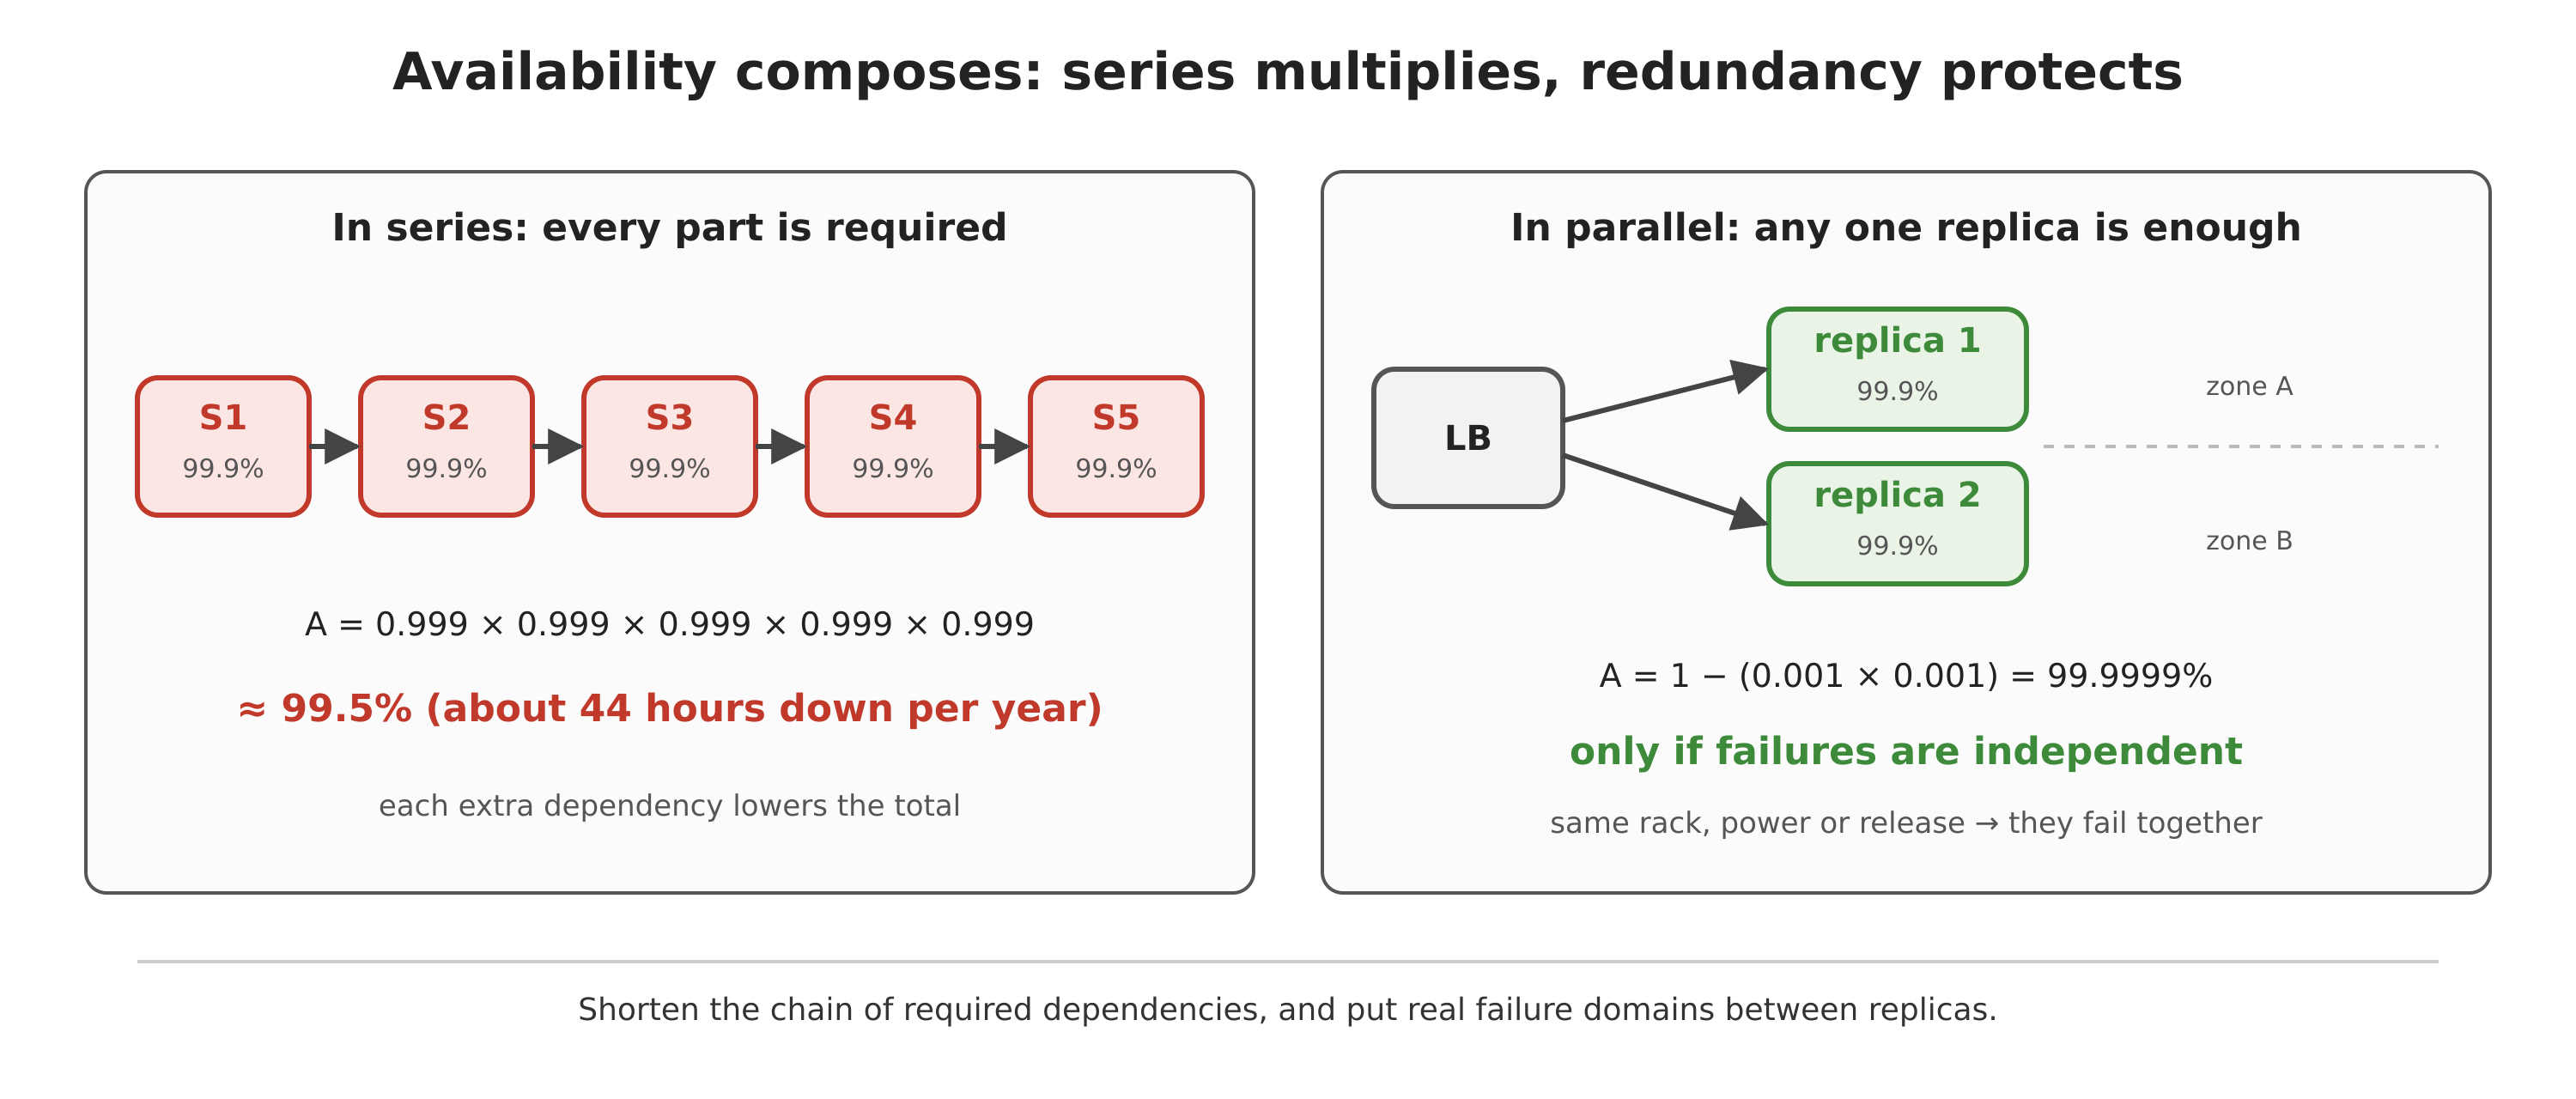 Availability composes: series multiplies, redundancy protects
In series: every part is required
S1
99.9%
S2
99.9%
S3
99.9%
S4
99.9%
S5
99.9%
A = 0.999 × 0.999 × 0.999 × 0.999 × 0.999
≈ 99.5% (about 44 hours down per year)
each extra dependency lowers the total
In parallel: any one replica is enough
LB
replica 1
99.9%
zone A
replica 2
99.9%
zone B
A = 1 − (0.001 × 0.001) = 99.9999%
only if failures are independent
same rack, power or release → they fail together
Shorten the chain of required dependencies, and put real failure domains between replicas.